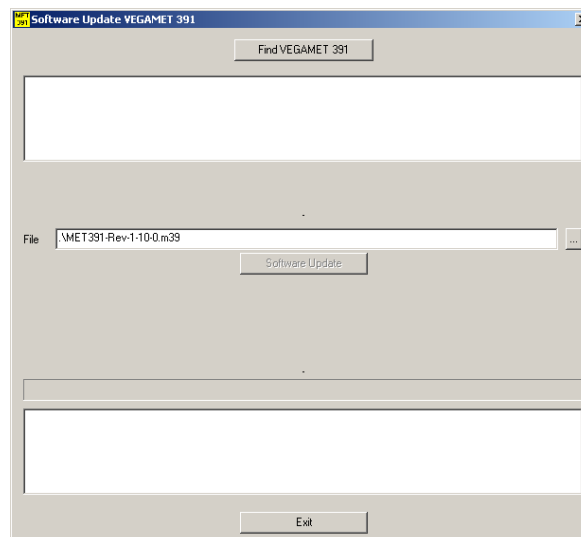 MET
391
Software Update VEGAMET 391
Find VEGAMET 391
-
File
.\MET391-Rev-1-10-0.m39
...
Software Update
-
Exit